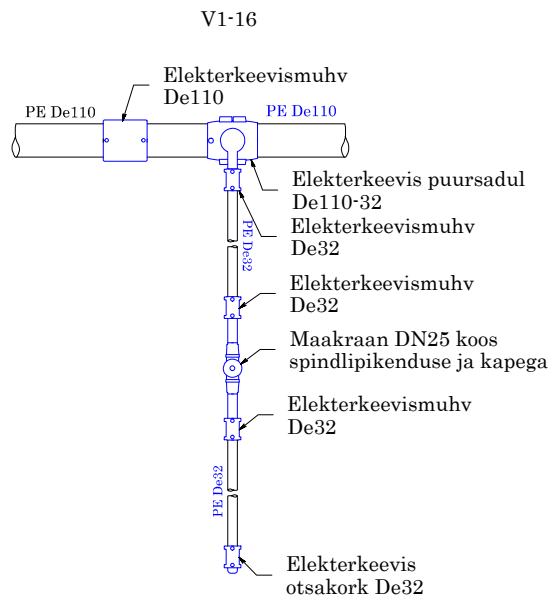 V1-16
Elekterkeevismuhv
De110
PE De110
PE De110
Elekterkeevis puursadul
De110-32
Elekterkeevismuhv
De32
PE De32
Elekterkeevismuhv
De32
Maakraan DN25 koos
spindlipikenduse ja kapega
Elekterkeevismuhv
De32
PE De32
Elekterkeevis
otsakork De32